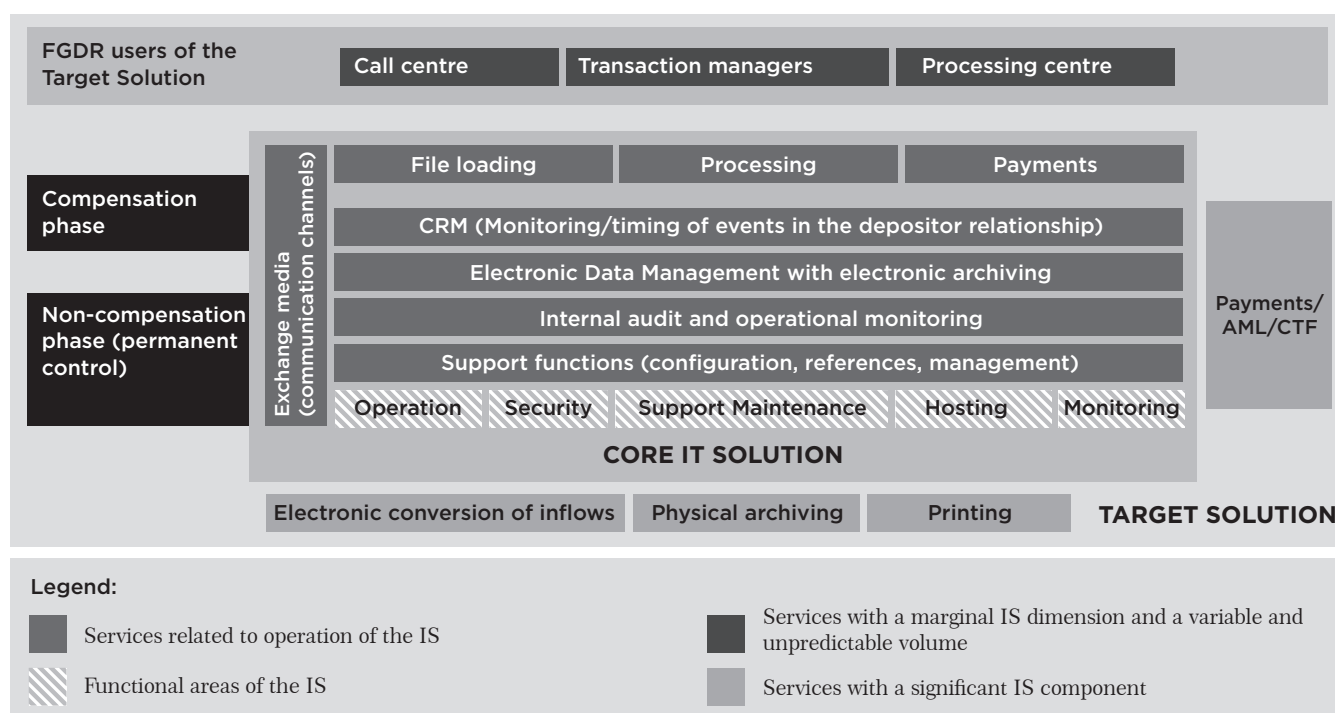 FGDR users of the
Target Solution
Call centre
Transaction managers
Processing centre
Compensation
phase
Non-compensation
phase (permanent
control)
Exchange media
(communication channels)
File loading
Processing
Payments
CRM (Monitoring/timing of events in the depositor relationship)
Electronic Data Management with electronic archiving
Internal audit and operational monitoring
Support functions (configuration, references, management)
Operation
Security
Support Maintenance
Hosting
Monitoring
CORE IT SOLUTION
Payments/
AML/CTF
Electronic conversion of inflows
Physical archiving
Printing
TARGET SOLUTION
Legend:
Services related to operation of the IS
Functional areas of the IS
Services with a marginal IS dimension and a variable and
unpredictable volume
Services with a significant IS component